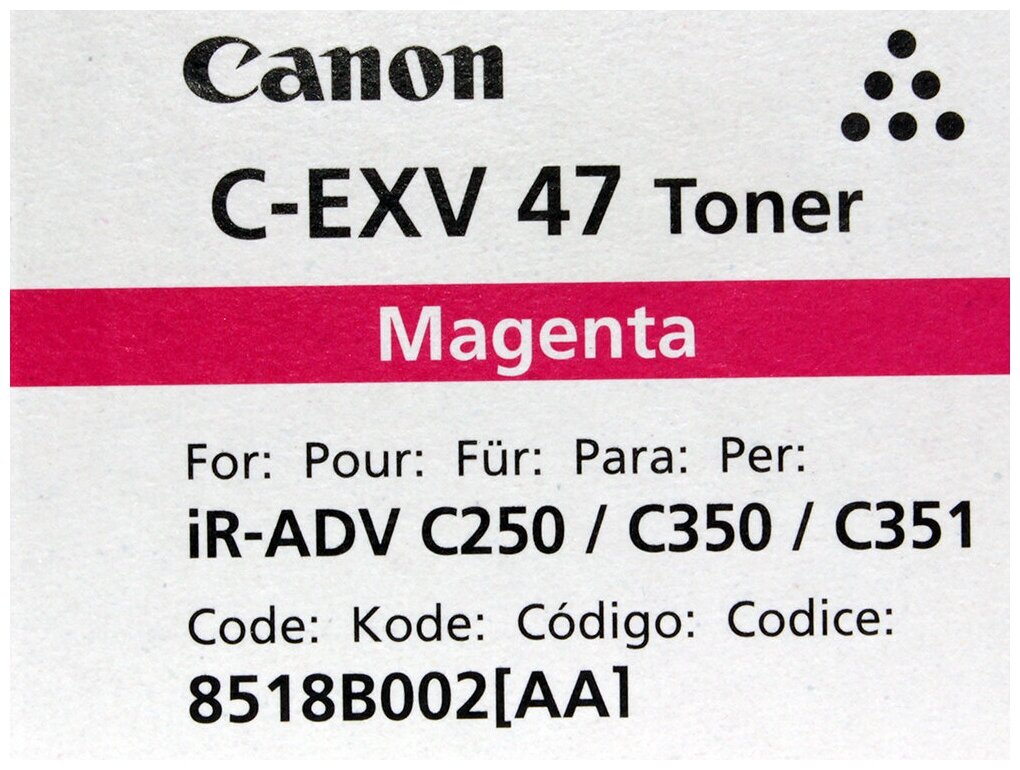 Canon
C-EXV 47 Toner
Magenta
For: Pour: Für: Para: Per:
iR-ADV C250 / C350 / C351
Code: Kode: Código: Codice:
8518B002[AA]